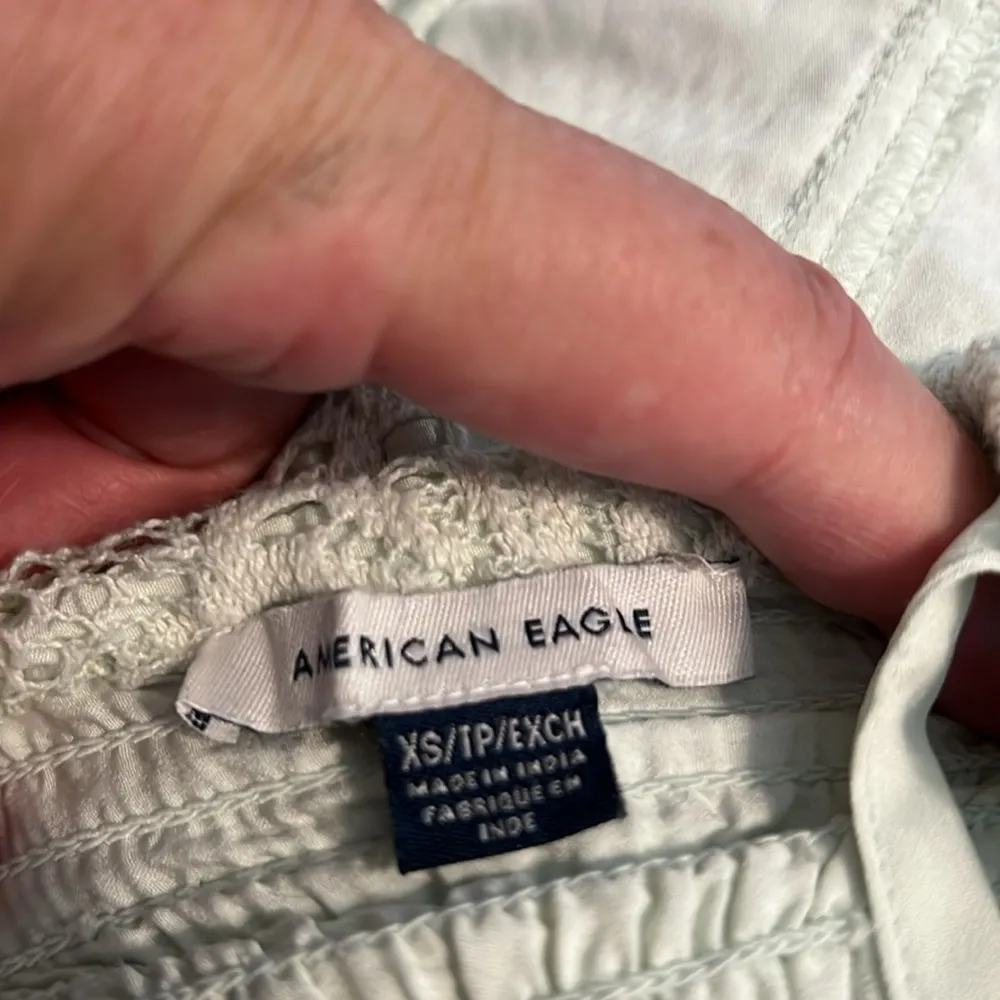 AMERICAN EAGLE
XS/TP/EXCH
MADE IN INDIA
FABRIQUE EN
INDE